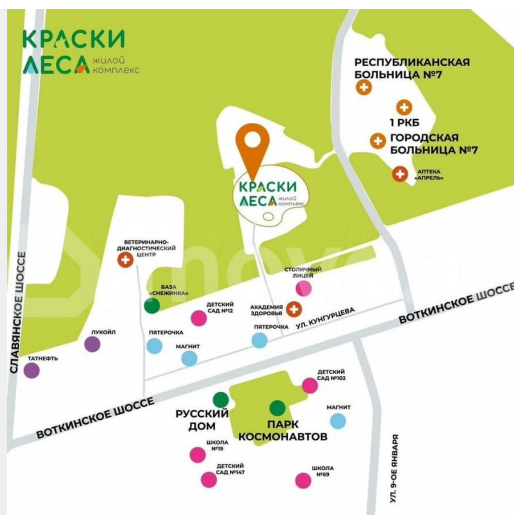 КРАСКИ
ЛЕСА жилой
комплекс
РЕСПУБЛИКАНСКАЯ
БОЛЬНИЦА №7
1 РКБ
ГОРОДСКАЯ
БОЛЬНИЦА №7
АПТЕКА
«АПРЕЛЬ»
КРАСКИ
ЛЕСА жилой
комплекс
ВЕТЕРИНАРНО-
ДИАГНОСТИЧЕСКИЙ
ЦЕНТР
СТОЛИЧНЫЙ
ЛИЦЕЙ
БАЗА
«СНЕЖИНКА»
ДЕТСКИЙ
САД №12
АКАДЕМИЯ
ЗДОРОВЬЯ
УЛ. КУНГУРЦЕВА
ВОТКИНСКОЕ ШОССЕ
СЛАВЯНСКОЕ ШОССЕ
ЛУКОЙЛ
ПЯТЕРОЧКА
ПЯТЕРОЧКА
ТАТНЕФТЬ
МАГНИТ
ДЕТСКИЙ
САД №102
ВОТКИНСКОЕ ШОССЕ
РУССКИЙ
ДОМ
ПАРК
КОСМОНАВТОВ
МАГНИТ
ШКОЛА
№19
ДЕТСКИЙ
САД №147
ШКОЛА
№69
УЛ. 9-ОЕ ЯНВАРЯ